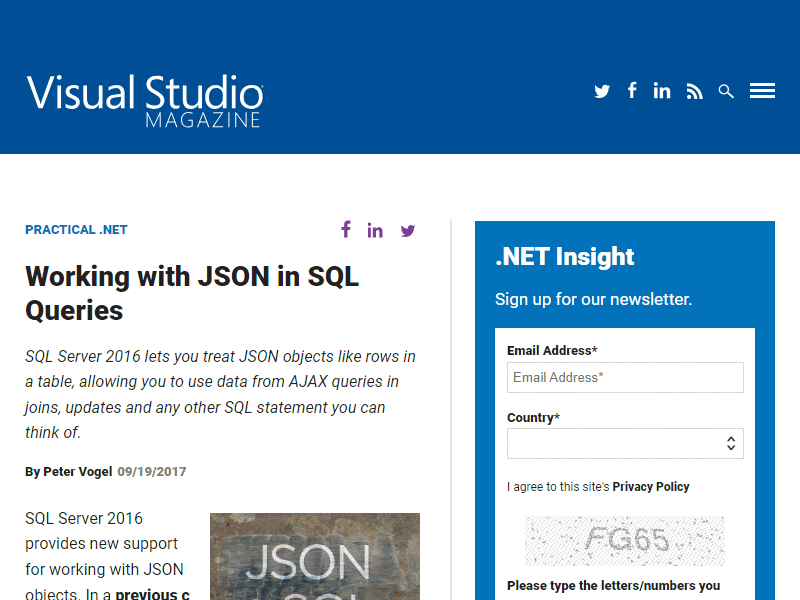 Visual Studio
MAGAZINE
PRACTICAL .NET
Working with JSON in SQL
Queries
SQL Server 2016 lets you treat JSON objects like rows in
a table, allowing you to use data from AJAX queries in
joins, updates and any other SQL statement you can
think of.
By Peter Vogel 09/19/2017
SQL Server 2016
provides new support
for working with JSON
objects. In a previous c
JSON
SQL
.NET Insight
Sign up for our newsletter.
Email Address*
Email Address*
Country*
I agree to this site's Privacy Policy
FG65
Please type the letters/numbers you